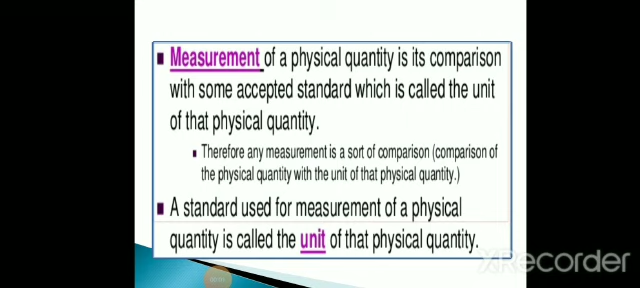 ▪ Measurement of a physical quantity is its comparison
with some accepted standard which is called the unit
of that physical quantity.
▪ Therefore any measurement is a sort of comparison (comparison of
the physical quantity with the unit of that physical quantity.)
▪ A standard used for measurement of a physical
quantity is called the unit of that physical quantity.
XRecorder